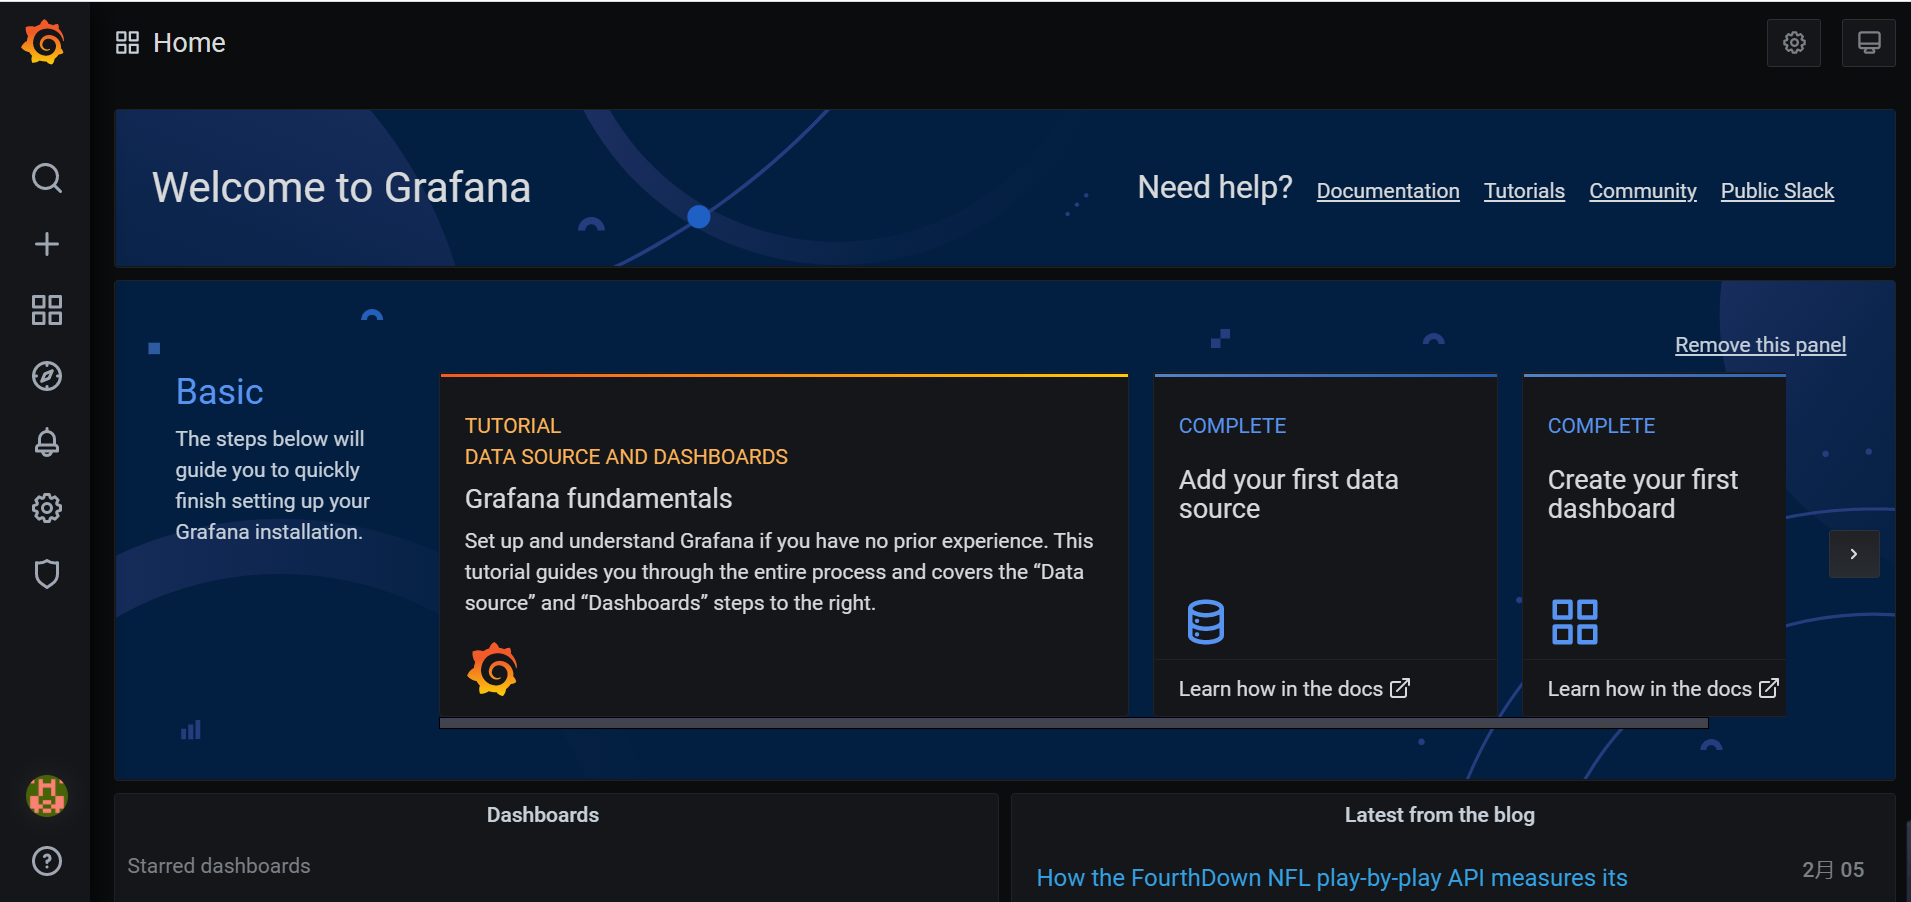 Home
Welcome to Grafana
Need help?
Documentation
Tutorials
Community
Public Slack
Remove this panel
Basic
The steps below will
guide you to quickly
finish setting up your
Grafana installation.
TUTORIAL
DATA SOURCE AND DASHBOARDS
Grafana fundamentals
Set up and understand Grafana if you have no prior experience. This
tutorial guides you through the entire process and covers the “Data
source” and “Dashboards” steps to the right.
COMPLETE
Add your first data
source
Learn how in the docs
COMPLETE
Create your first
dashboard
Learn how in the docs
Dashboards
Starred dashboards
Latest from the blog
How the FourthDown NFL play-by-play API measures its
2月 05